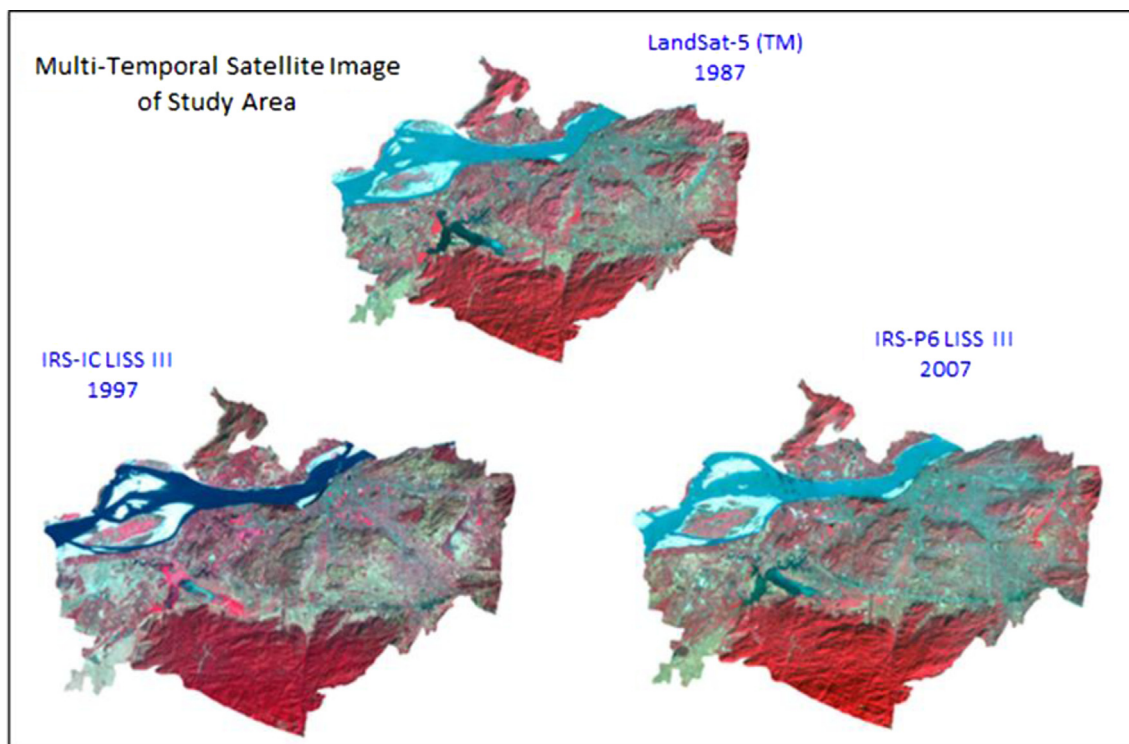 Multi-Temporal Satellite Image
of Study Area
LandSat-5 (TM)
1987
IRS-IC LISS III
1997
IRS-P6 LISS III
2007